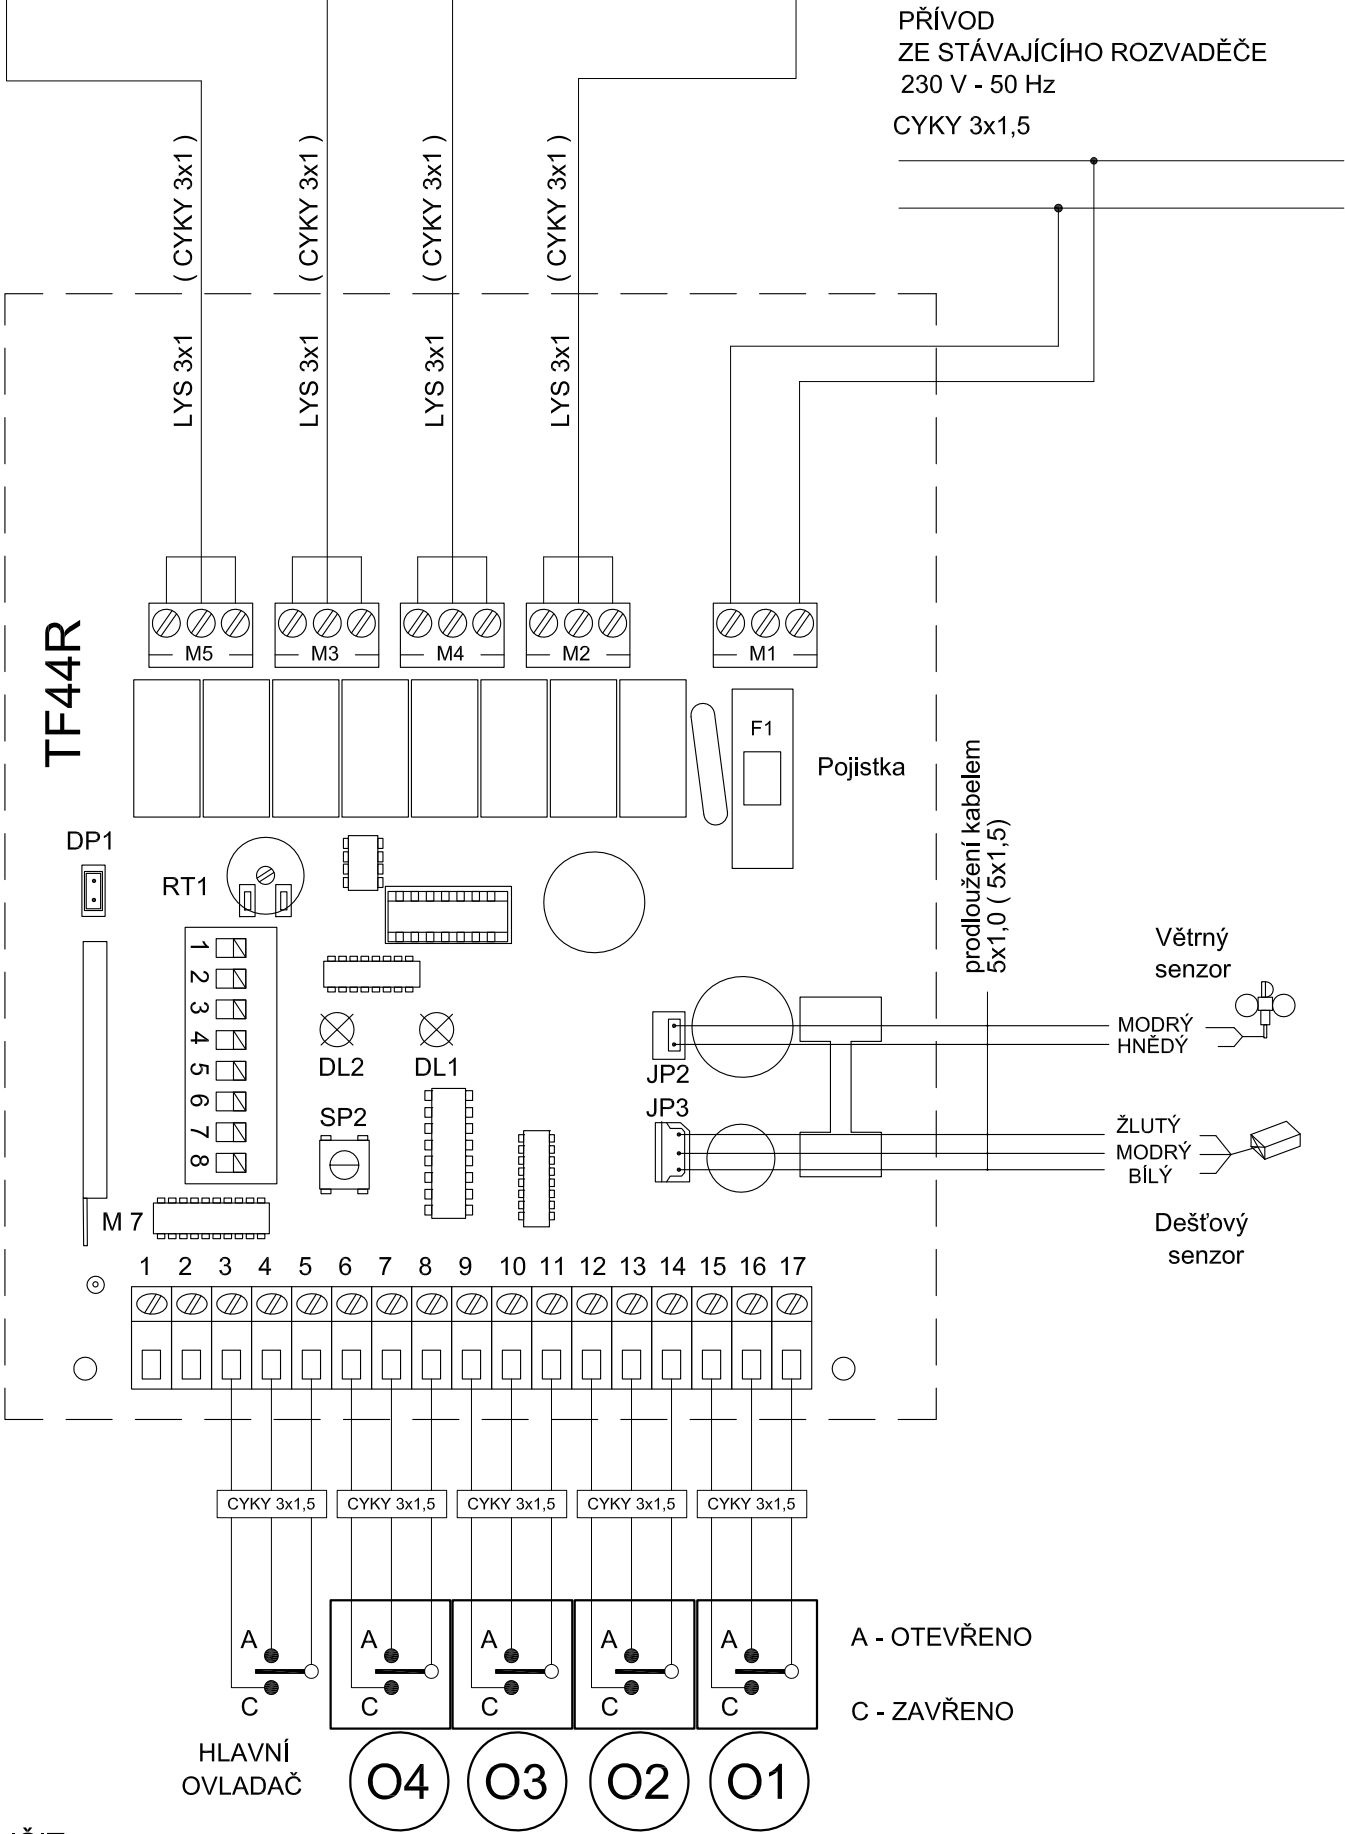 PŘÍVOD
ZE STÁVAJÍCÍHO ROZVADĚČE
230 V - 50 Hz
CYKY 3x1,5
LYS 3x1 ( CYKY 3x1 )
LYS 3x1 ( CYKY 3x1 )
LYS 3x1 ( CYKY 3x1 )
LYS 3x1 ( CYKY 3x1 )
TF44R
M5
M3
M4
M2
M1
F1
Pojistka
DP1
RT1
prodloužení kabelem
5x1,0 ( 5x1,5)
1
2
3
4
5
6
7
8
DL2
DL1
SP2
JP2
JP3
Větrný
senzor
MODRÝ
HNĚDÝ
ŽLUTÝ
MODRÝ
BÍLÝ
Dešťový
senzor
M 7
1 2 3 4 5 6 7 8 9 10 11 12 13 14 15 16 17
CYKY 3x1,5 CYKY 3x1,5 CYKY 3x1,5 CYKY 3x1,5 CYKY 3x1,5
A A A A A
C C C C C
A - OTEVŘENO
C - ZAVŘENO
HLAVNÍ
OVLADAČ
O4 O3 O2 O1